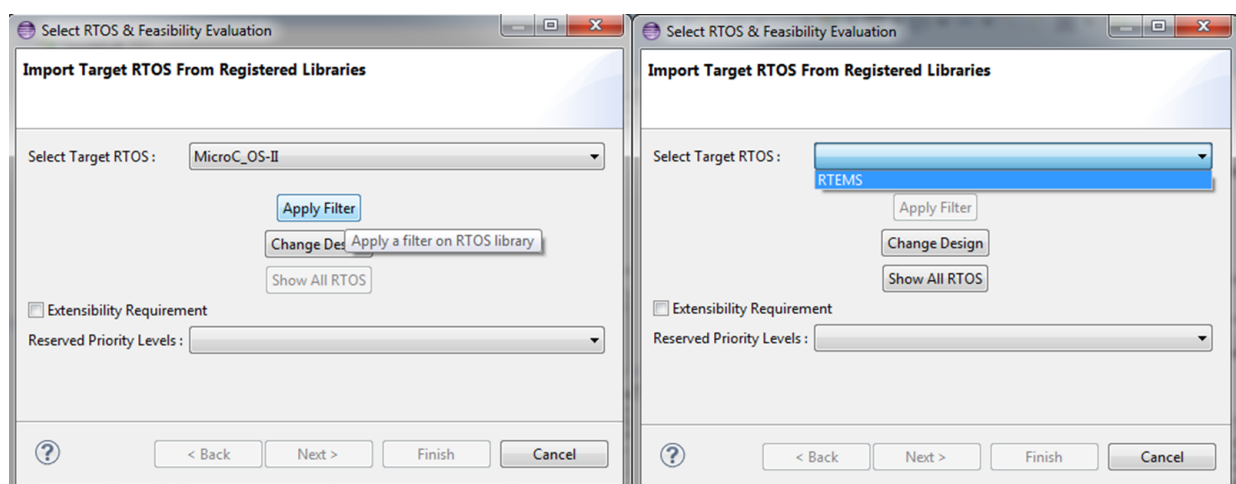 Select RTOS & Feasibility Evaluation
Import Target RTOS From Registered Libraries
Select Target RTOS :
MicroC_OS-II
Apply Filter
Change Des
Apply a filter on RTOS library
Show All RTOS
Extensibility Requirement
Reserved Priority Levels :
?
< Back
Next >
Finish
Cancel
Select RTOS & Feasibility Evaluation
Import Target RTOS From Registered Libraries
Select Target RTOS :
RTEMS
Apply Filter
Change Design
Show All RTOS
Extensibility Requirement
Reserved Priority Levels :
?
< Back
Next >
Finish
Cancel